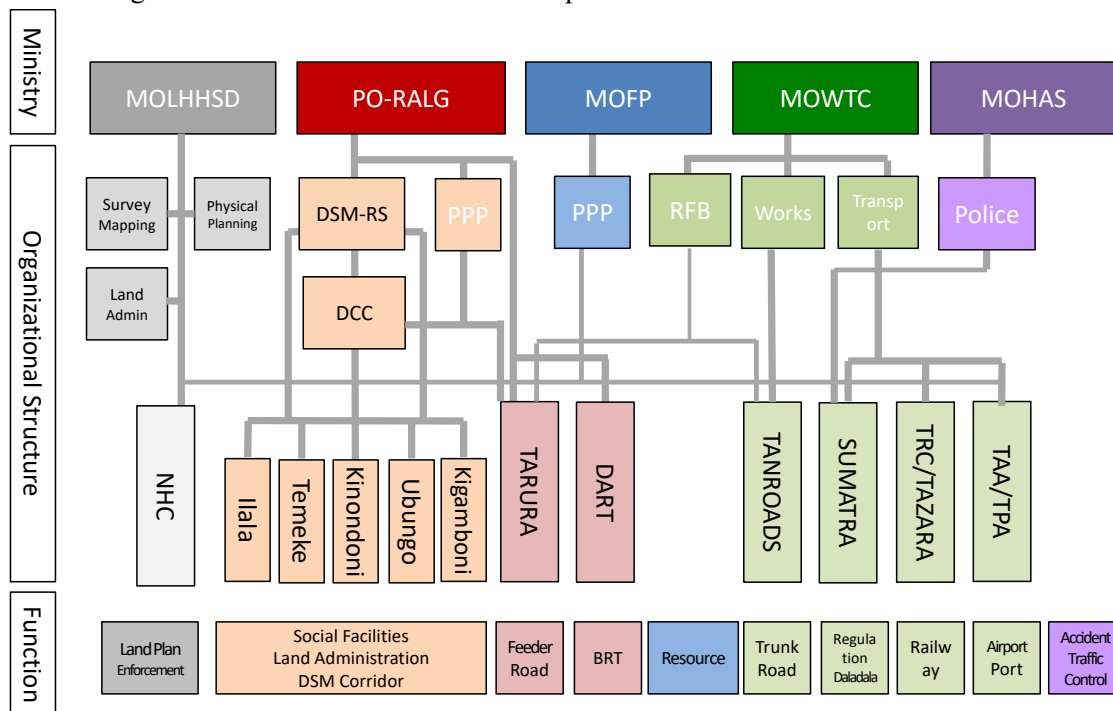 Ministry
MOLHHSD
PO-RALG
MOFP
MOWTC
MOHAS
Organizational Structure
Survey
Mapping
Physical
Planning
DSM-RS
PPP
PPP
RFB
Works
Transp
ort
Police
Land
Admin
DCC
NHC
Ilala
Temeke
Kinondoni
Ubungo
Kigamboni
TARURA
DART
TANROADS
SUMATRA
TRC/TAZARA
TAA/TPA
Function
Land Plan
Enforcement
Social Facilities
Land Administration
DSM Corridor
Feeder
Road
BRT
Resource
Trunk
Road
Regula
tion
Daladala
Railw
ay
Airport
Port
Accident
Traffic
Control